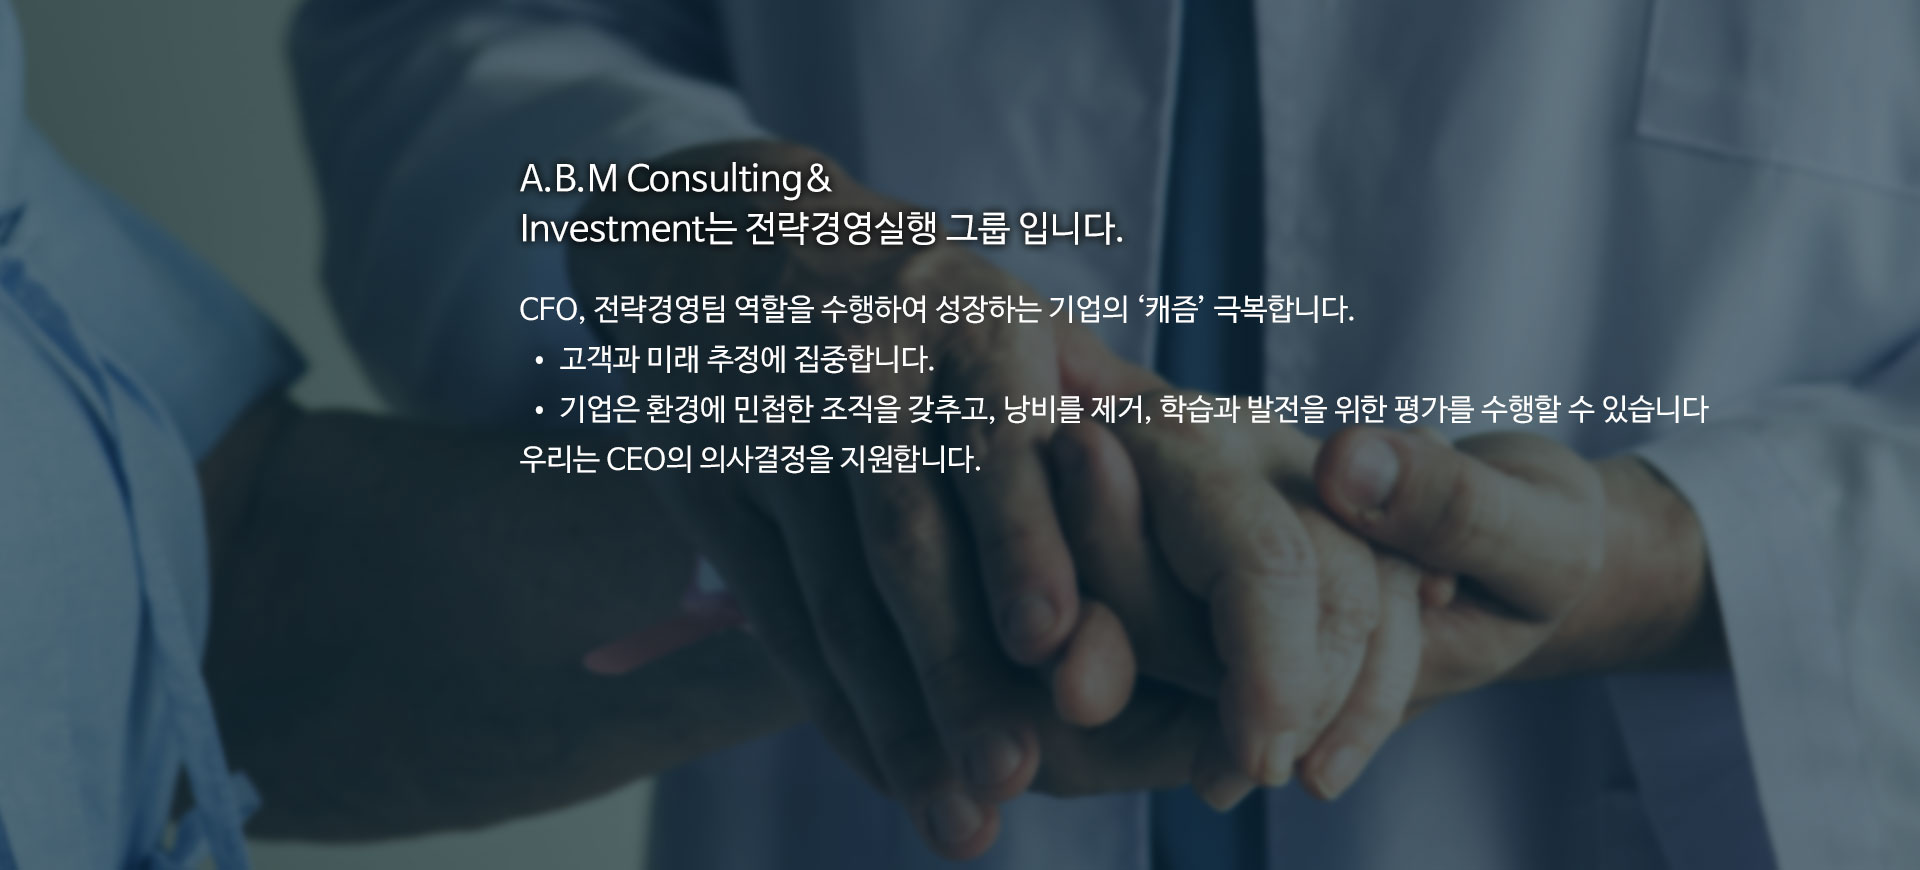 A.B.M Consulting&
Investment는 전략경영실행 그룹 입니다.
CFO, 전략경영팀 역할을 수행하여 성장하는 기업의 ‘캐즘’ 극복합니다.
• 고객과 미래 추정에 집중합니다.
• 기업은 환경에 민첩한 조직을 갖추고, 낭비를 제거, 학습과 발전을 위한 평가를 수행할 수 있습니다
우리는 CEO의 의사결정을 지원합니다.